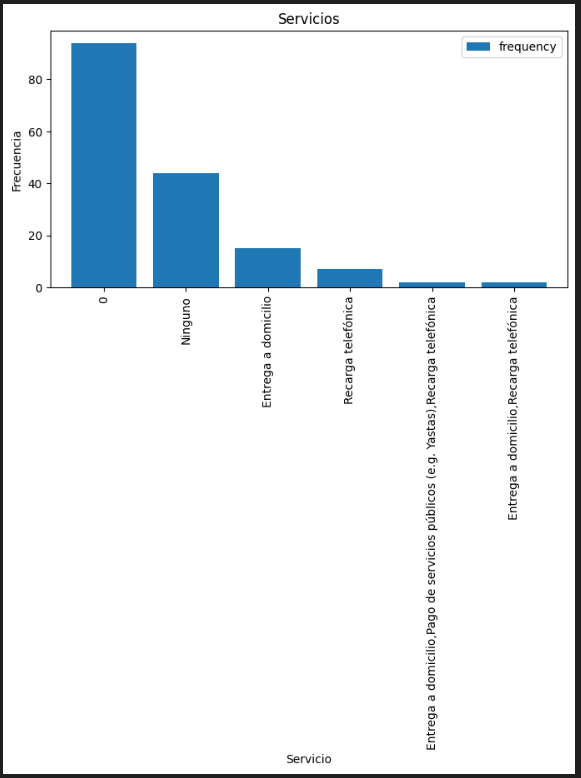 Servicios
frequency
Frecuencia
80
60
40
20
0
0
Ninguno
Entrega a domicilio
Recarga telefónica
Entrega a domicilio,Pago de servicios públicos (e.g. Yastas),Recarga telefónica
Entrega a domicilio,Recarga telefónica
Servicio